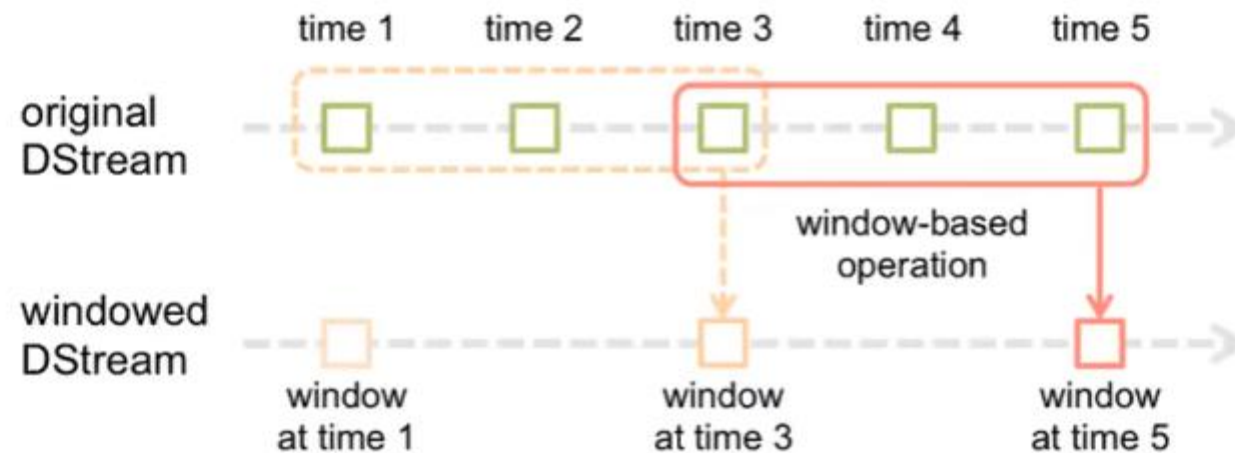 time 1
time 2
time 3
time 4
time 5
original
DStream
window-based
operation
windowed
DStream
window
at time 1
window
at time 3
window
at time 5